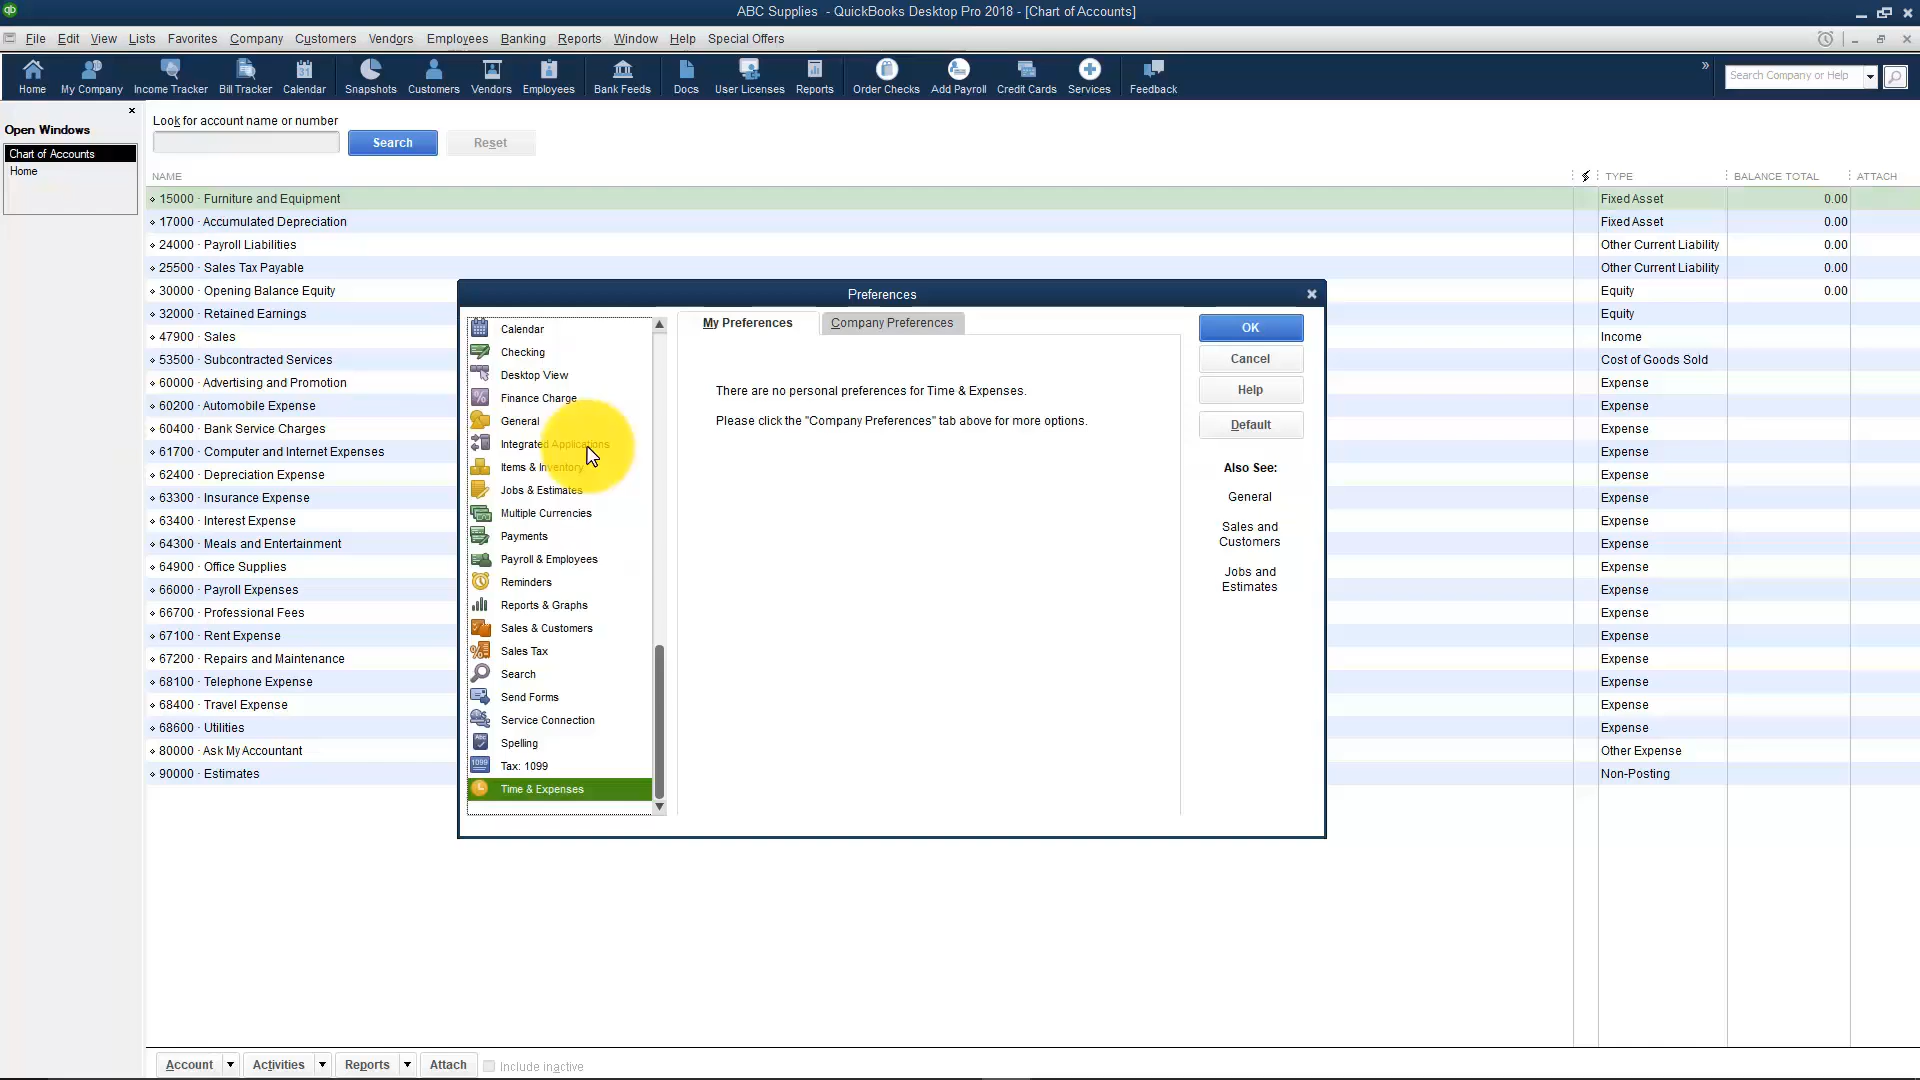 ABC Supplies - QuickBooks Desktop Pro 2018 - [Chart of Accounts]
File Edit View Lists Favorites Company Customers Vendors Employees Banking Reports Window Help Special Offers
Home My Company Income Tracker Bill Tracker Calendar Snapshots Customers Vendors Employees Bank Feeds Docs User Licenses Reports Order Checks Add Payroll Credit Cards Services Feedback
Search Company or Help
Open Windows
Chart of Accounts
Home
Look for account name or number
Search Reset
NAME TYPE BALANCE TOTAL ATTACH
15000 · Furniture and Equipment Fixed Asset 0.00
17000 · Accumulated Depreciation Fixed Asset 0.00
24000 · Payroll Liabilities Other Current Liability 0.00
25500 · Sales Tax Payable Other Current Liability 0.00
30000 · Opening Balance Equity Equity 0.00
32000 · Retained Earnings Equity
47900 · Sales Income
53500 · Subcontracted Services Cost of Goods Sold
60000 · Advertising and Promotion Expense
60200 · Automobile Expense Expense
60400 · Bank Service Charges Expense
61700 · Computer and Internet Expenses Expense
62400 · Depreciation Expense Expense
63300 · Insurance Expense Expense
63400 · Interest Expense Expense
64300 · Meals and Entertainment Expense
64900 · Office Supplies Expense
66000 · Payroll Expenses Expense
66700 · Professional Fees Expense
67100 · Rent Expense Expense
67200 · Repairs and Maintenance Expense
68100 · Telephone Expense Expense
68400 · Travel Expense Expense
68600 · Utilities Expense
80000 · Ask My Accountant Other Expense
90000 · Estimates Non-Posting
Preferences
Calendar
Checking
Desktop View
Finance Charge
General
Integrated Applications
Items & Inventory
Jobs & Estimates
Multiple Currencies
Payments
Payroll & Employees
Reminders
Reports & Graphs
Sales & Customers
Sales Tax
Search
Send Forms
Service Connection
Spelling
Tax: 1099
Time & Expenses
My Preferences Company Preferences
There are no personal preferences for Time & Expenses.
Please click the "Company Preferences" tab above for more options.
OK
Cancel
Help
Default
Also See:
General
Sales and
Customers
Jobs and
Estimates
Account Activities Reports Attach Include inactive